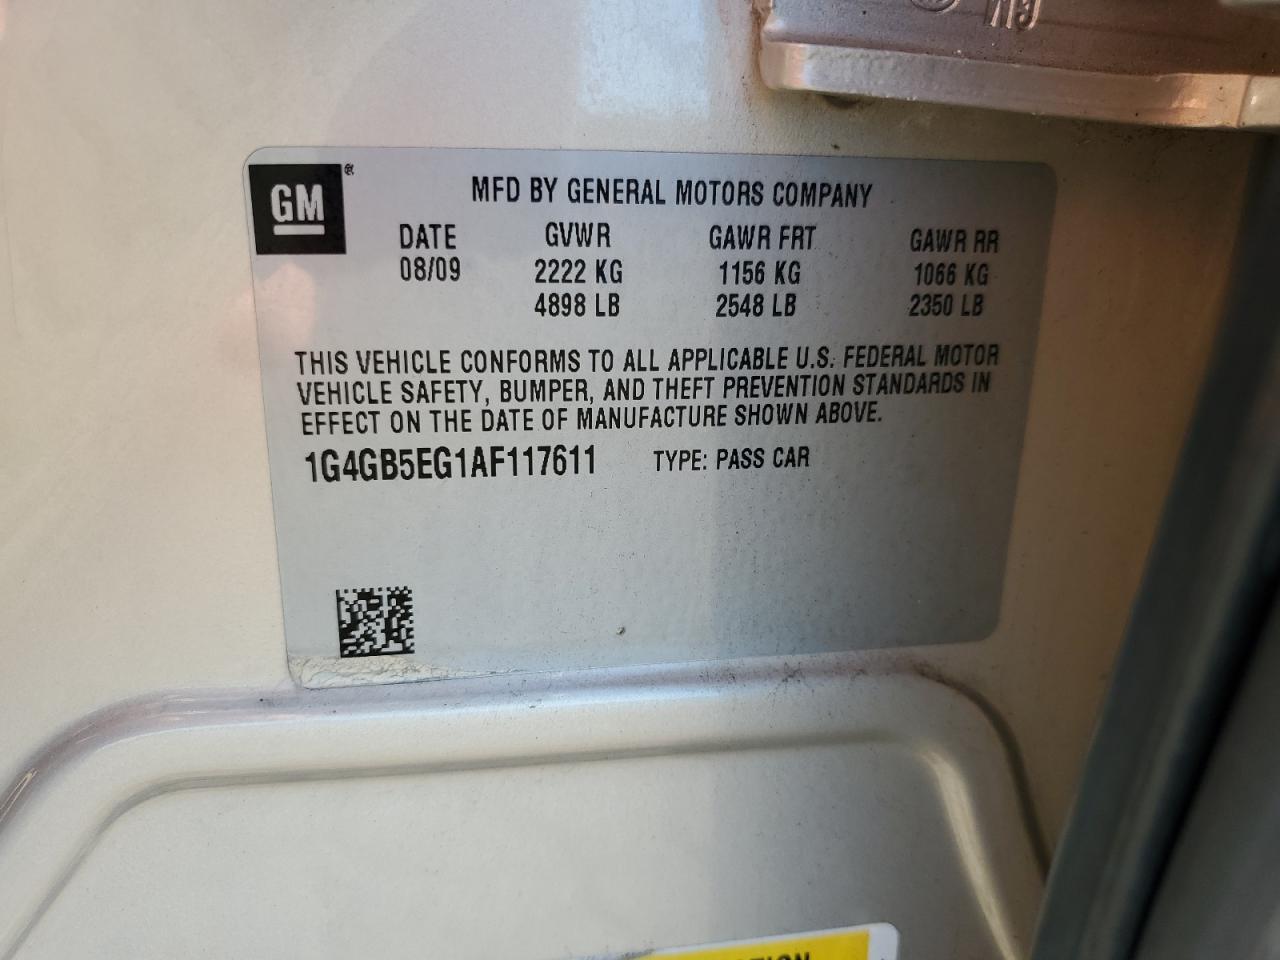 GM®
MFD BY GENERAL MOTORS COMPANY
DATE GVWR GAWR FRT GAWR RR
08/09 2222 KG 1156 KG 1066 KG
4898 LB 2548 LB 2350 LB
THIS VEHICLE CONFORMS TO ALL APPLICABLE U.S. FEDERAL MOTOR
VEHICLE SAFETY, BUMPER, AND THEFT PREVENTION STANDARDS IN
EFFECT ON THE DATE OF MANUFACTURE SHOWN ABOVE.
1G4GB5EG1AF117611 TYPE: PASS CAR